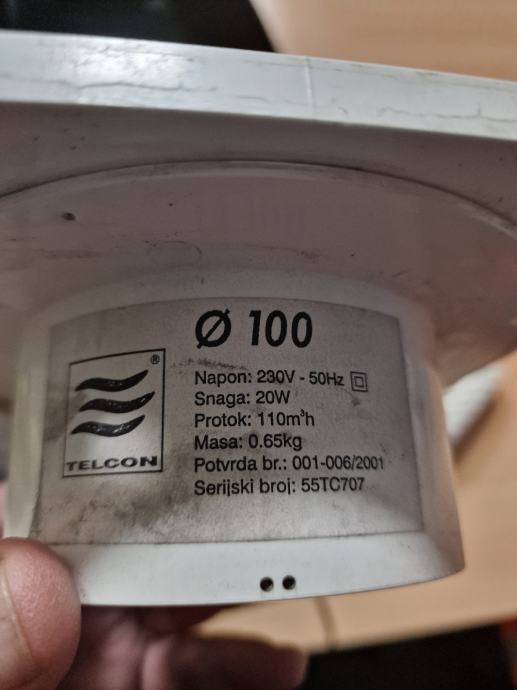 Ø 100
®
TELCON
Napon: 230V - 50Hz
Snaga: 20W
Protok: 110m³h
Masa: 0.65kg
Potvrda br.: 001-006/2001
Serijski broj: 55TC707